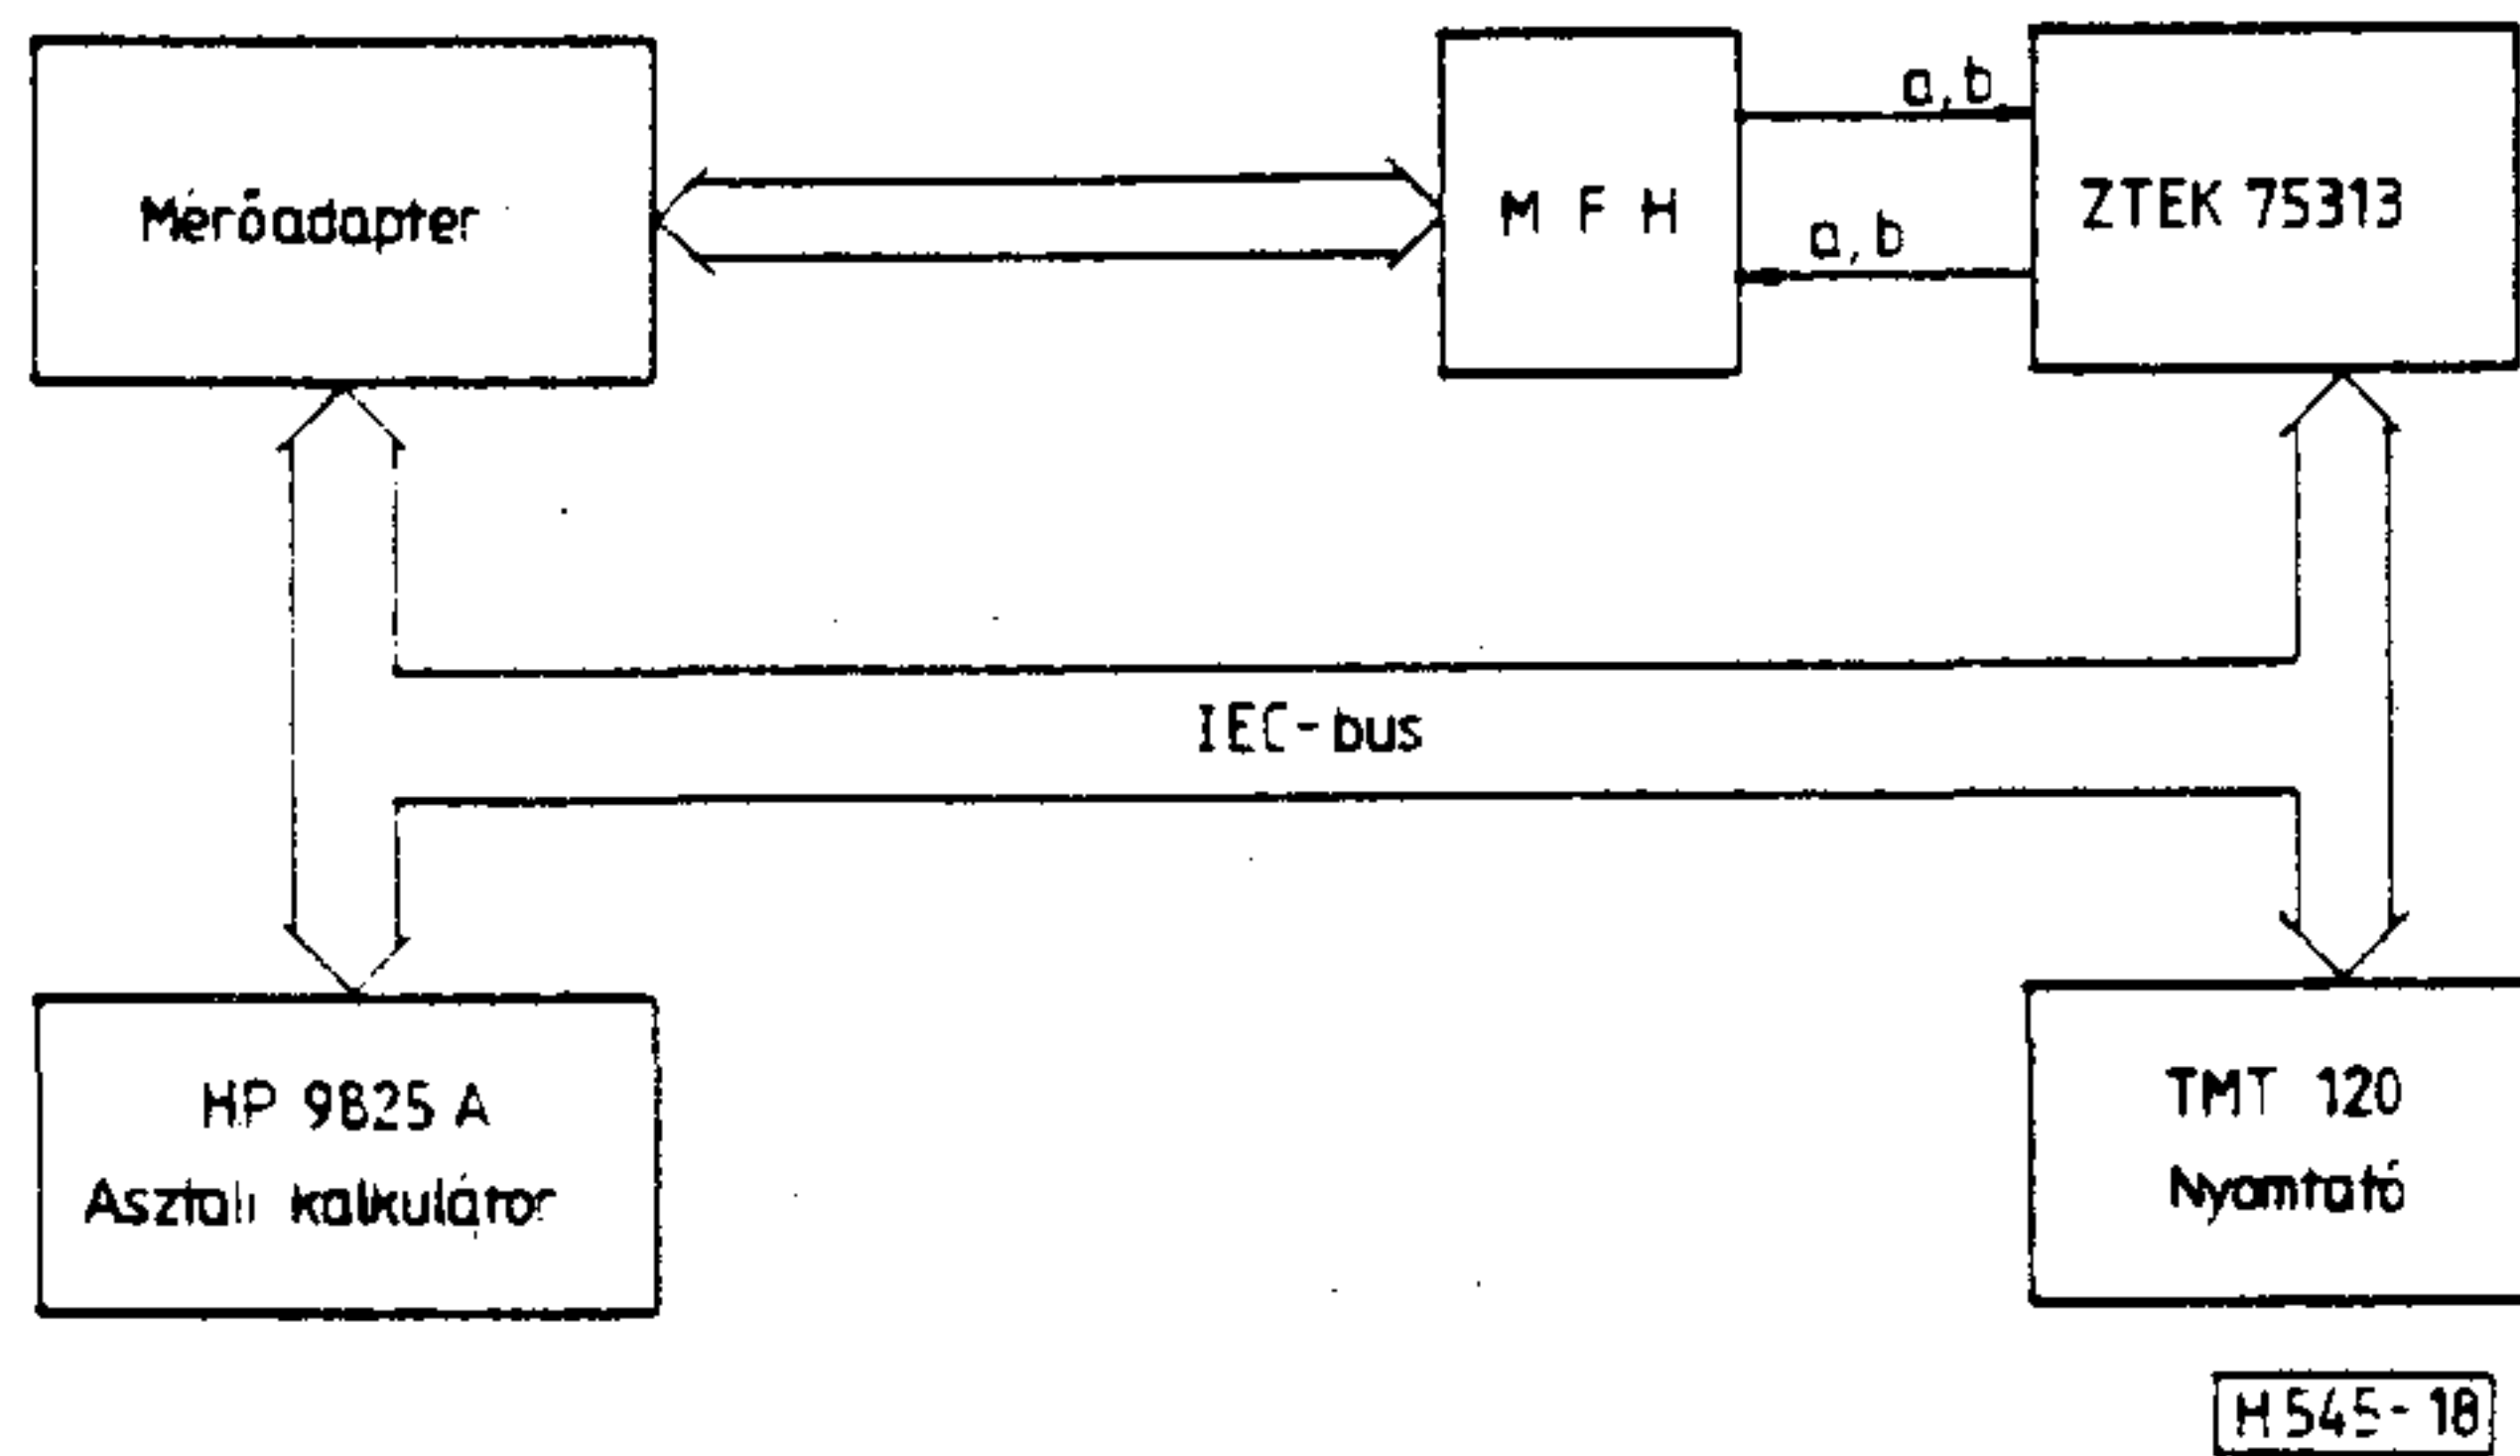 Mérőadapter
M F H
a,b
a,b
ZTEK 75313
IEC-bus
HP 9825 A
Asztali kalkulátor
TMT 120
Nyomtató
H 545-18